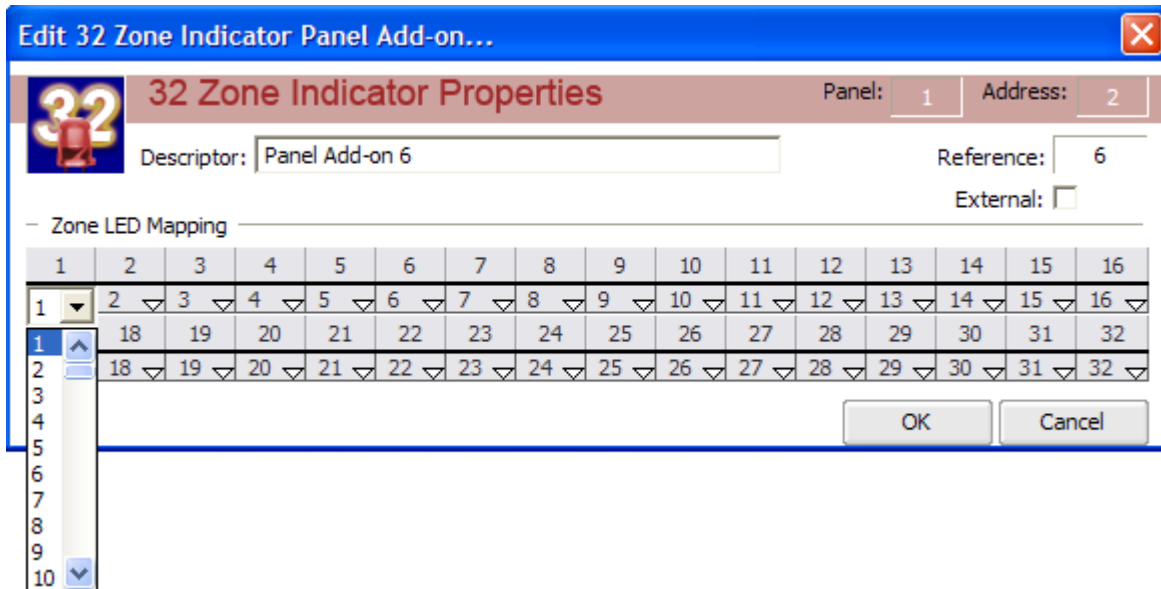 Edit 32 Zone Indicator Panel Add-on...
32
32 Zone Indicator Properties Panel: 1 Address: 2
Descriptor: Panel Add-on 6 Reference: 6
External:
Zone LED Mapping
1 2 3 4 5 6 7 8 9 10 11 12 13 14 15 16
1 2 3 4 5 6 7 8 9 10 11 12 13 14 15 16
1 18 19 20 21 22 23 24 25 26 27 28 29 30 31 32
2 18 19 20 21 22 23 24 25 26 27 28 29 30 31 32
3
4 OK Cancel
5
6
7
8
9
10